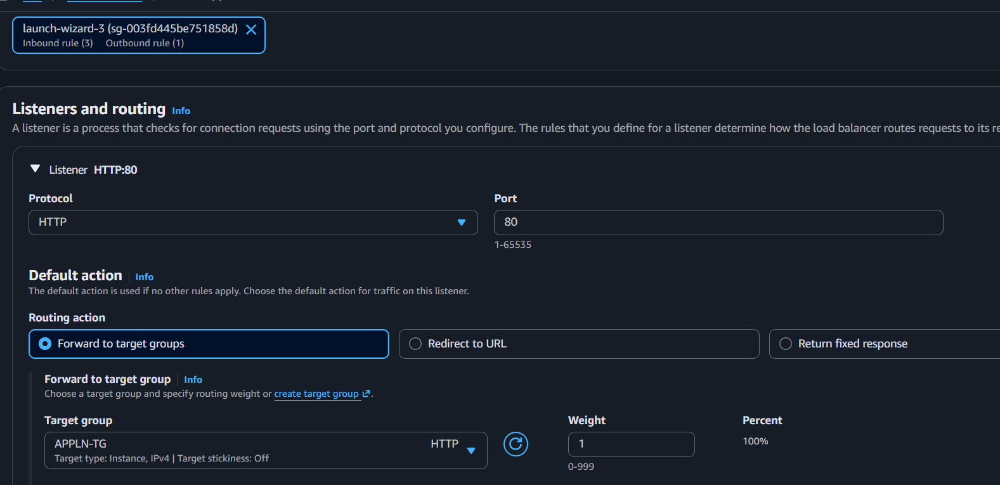 launch-wizard-3 (sg-003fd445be751858d)
Inbound rule (3) Outbound rule (1)
Listeners and routing Info
A listener is a process that checks for connection requests using the port and protocol you configure. The rules that you define for a listener determine how the load balancer routes requests to its
Listener HTTP:80
Protocol Port
HTTP 80
1-65535
Default action Info
The default action is used if no other rules apply. Choose the default action for traffic on this listener.
Routing action
Forward to target groups Redirect to URL Return fixed response
Forward to target group Info
Choose a target group and specify routing weight or create target group.
Target group Weight Percent
APPLN-TG HTTP 1 100%
Target type: Instance, IPv4 | Target stickiness: Off
0-999